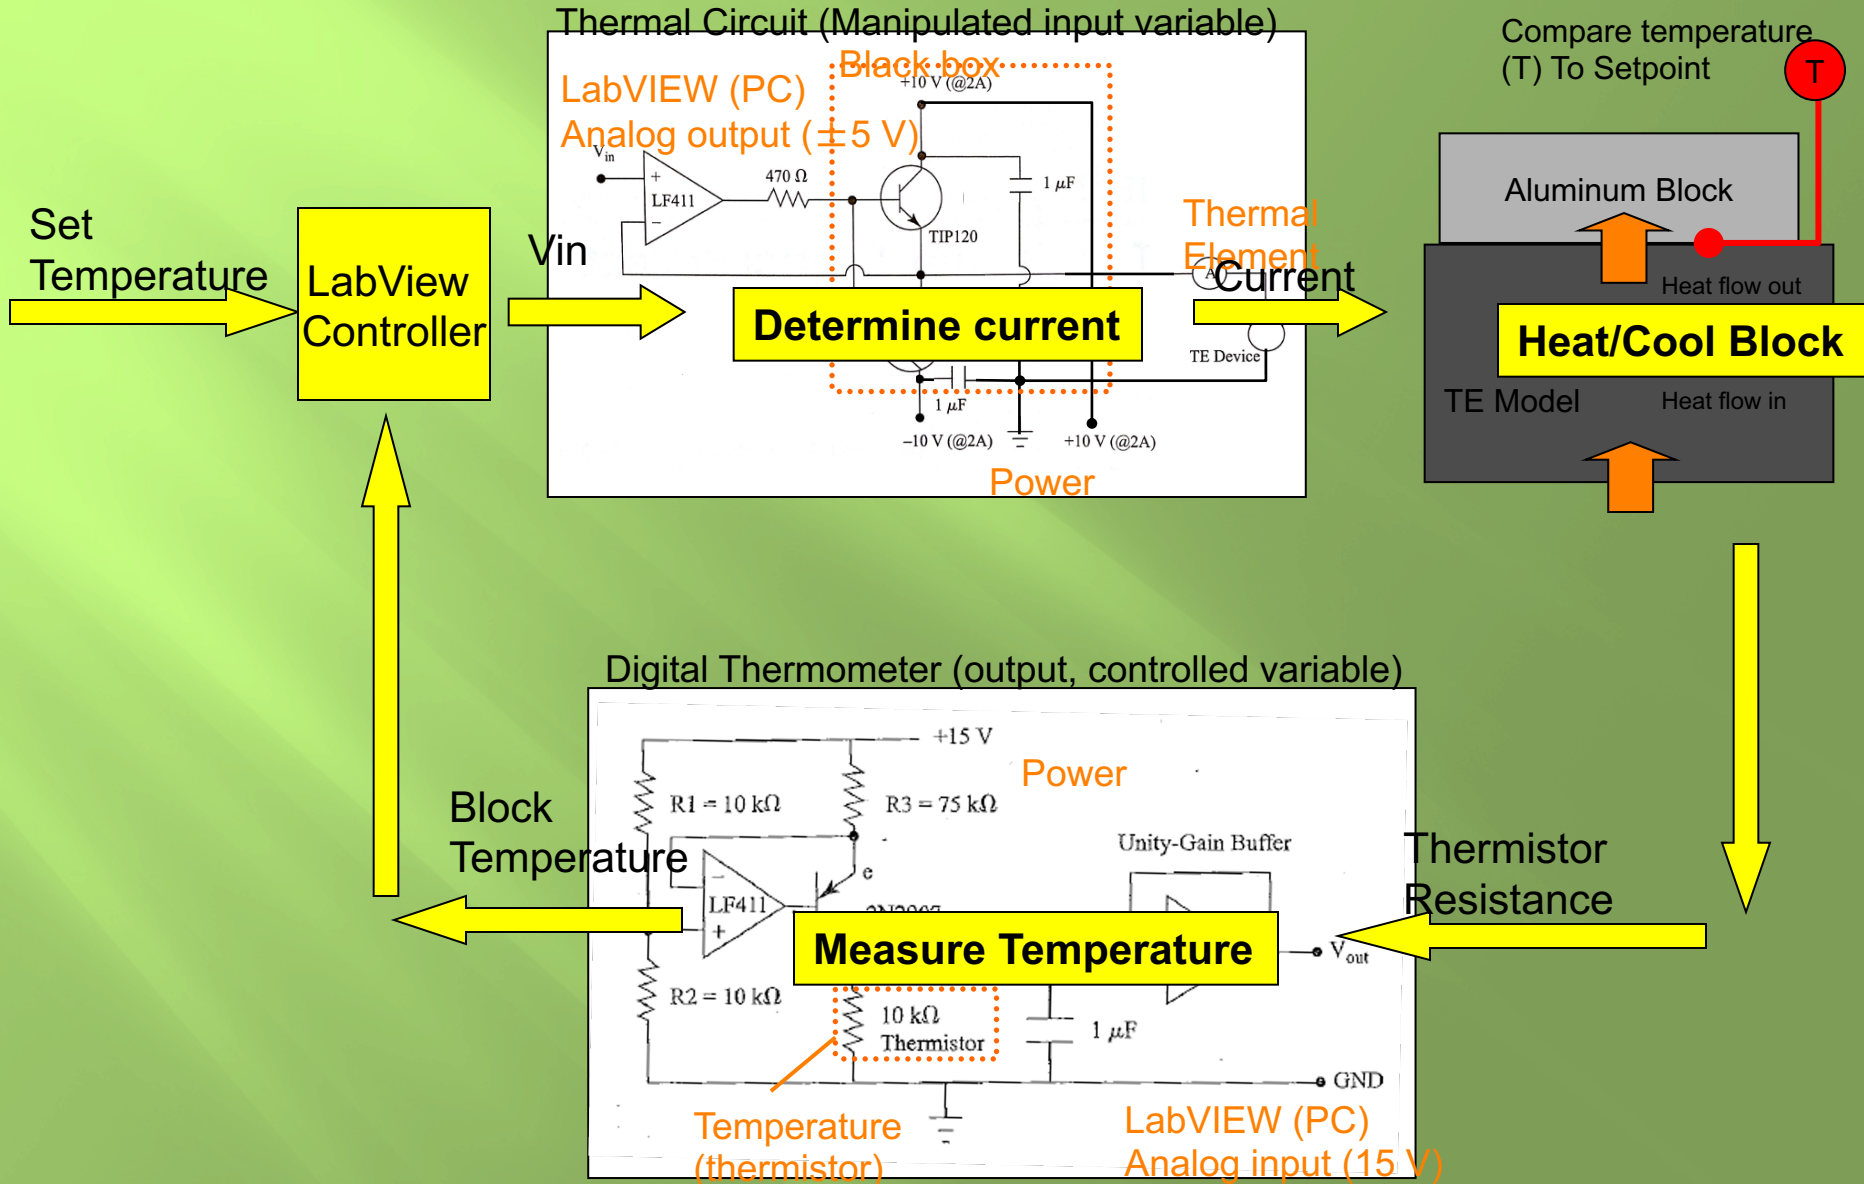 Thermal Circuit (Manipulated input variable)
Black box
+10 V (@2A)
LabVIEW (PC)
Analog output (±5 V)
Vin
+
LF411
−
470 Ω
1 μF
TIP120
Thermal
Element
A
Current
Compare temperature
(T) To Setpoint
T
Aluminum Block
Heat flow out
Heat/Cool Block
TE Model
Heat flow in
Set
Temperature
LabView
Controller
Vin
Determine current
TE Device
1 μF
−10 V (@2A)
+10 V (@2A)
Power
Digital Thermometer (output, controlled variable)
+15 V
Power
R1 = 10 kΩ
R3 = 75 kΩ
Unity-Gain Buffer
Block
Temperature
Thermistor
Resistance
e
−
LF411
+
Measure Temperature
Vout
R2 = 10 kΩ
10 kΩ
Thermistor
1 μF
GND
Temperature
(thermistor)
LabVIEW (PC)
Analog input (15 V)